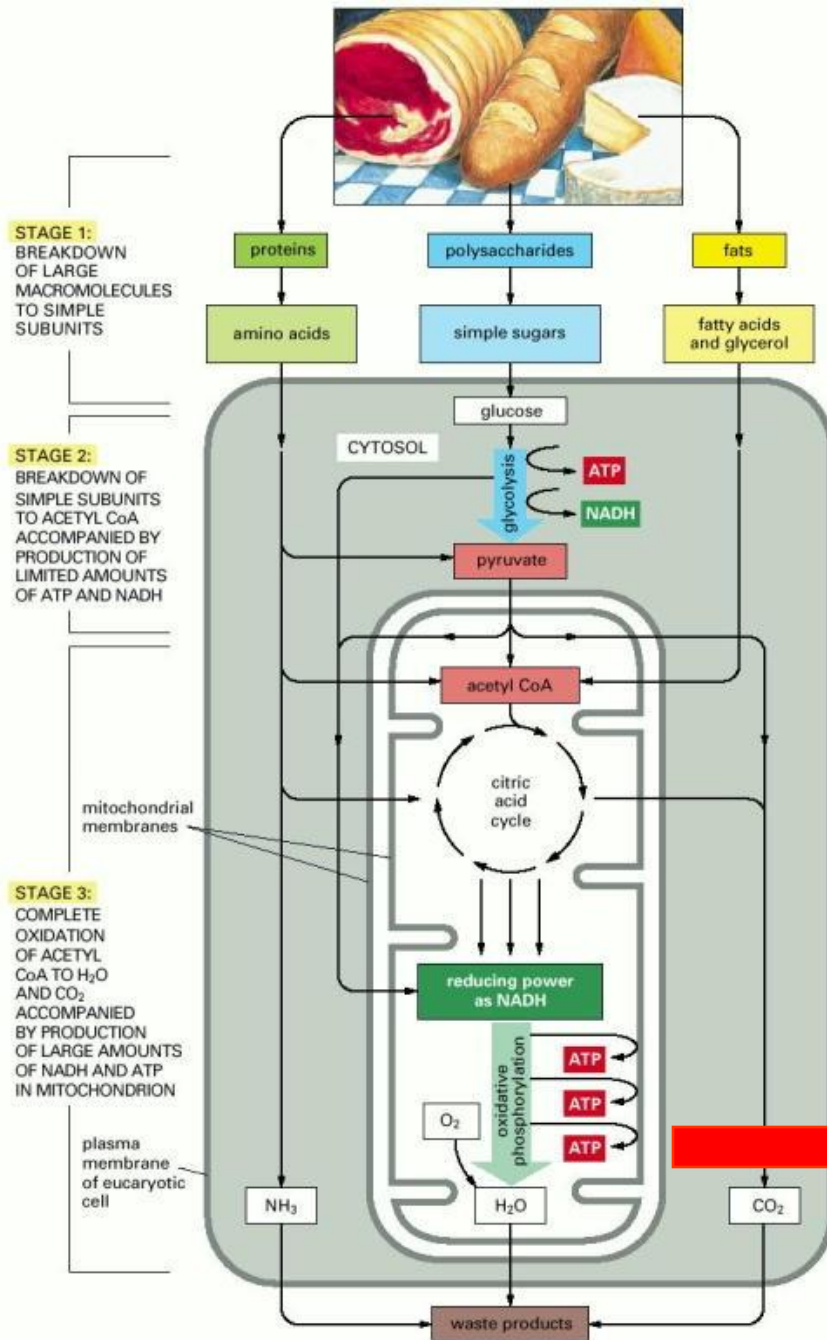 STAGE 1:
BREAKDOWN
OF LARGE
MACROMOLECULES
TO SIMPLE
SUBUNITS
proteins
polysaccharides
fats
amino acids
simple sugars
fatty acids
and glycerol
STAGE 2:
BREAKDOWN OF
SIMPLE SUBUNITS
TO ACETYL CoA
ACCOMPANIED BY
PRODUCTION OF
LIMITED AMOUNTS
OF ATP AND NADH
glucose
CYTOSOL
glycolysis
ATP
NADH
pyruvate
acetyl CoA
citric
acid
cycle
mitochondrial
membranes
STAGE 3:
COMPLETE
OXIDATION
OF ACETYL
CoA TO H₂O
AND CO₂
ACCOMPANIED
BY PRODUCTION
OF LARGE AMOUNTS
OF NADH AND ATP
IN MITOCHONDRION
reducing power
as NADH
oxidative
phosphorylation
ATP
ATP
ATP
O₂
plasma
membrane
of eucaryotic
cell
NH₃
H₂O
CO₂
waste products